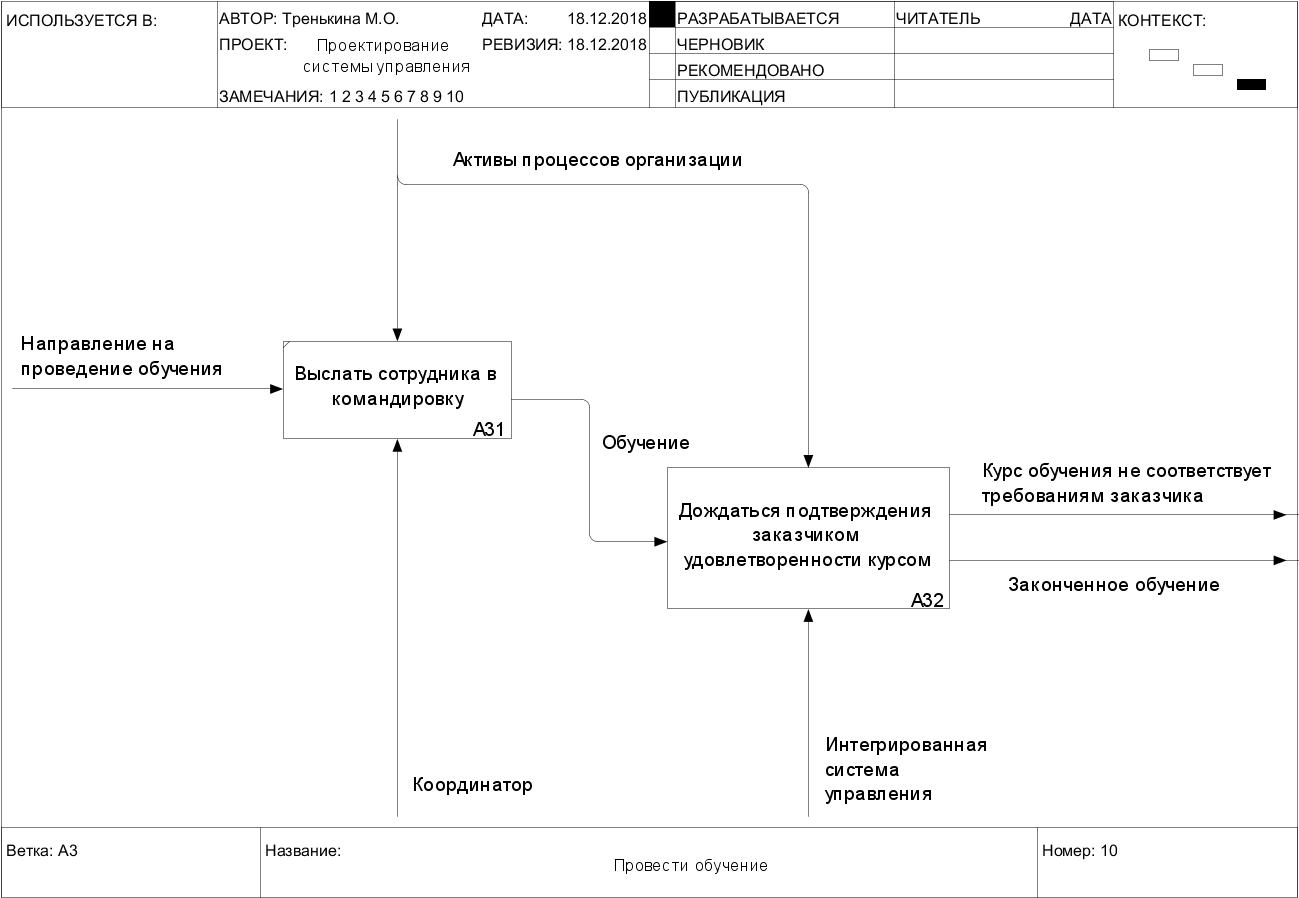 ИСПОЛЬЗУЕТСЯ В:
АВТОР: Тренькина М.О.
ДАТА: 18.12.2018
РАЗРАБАТЫВАЕТСЯ
ЧИТАТЕЛЬ
ДАТА
КОНТЕКСТ:
ПРОЕКТ: Проектирование
системы управления
РЕВИЗИЯ: 18.12.2018
ЧЕРНОВИК
РЕКОМЕНДОВАНО
ЗАМЕЧАНИЯ: 1 2 3 4 5 6 7 8 9 10
ПУБЛИКАЦИЯ
Активы процессов организации
Направление на
проведение обучения
Выслать сотрудника в
командировку
A31
Обучение
Дождаться подтверждения
заказчиком
удовлетворенности курсом
A32
Курс обучения не соответствует
требованиям заказчика
Законченное обучение
Координатор
Интегрированная
система
управления
Ветка: A3
Название:
Провести обучение
Номер: 10